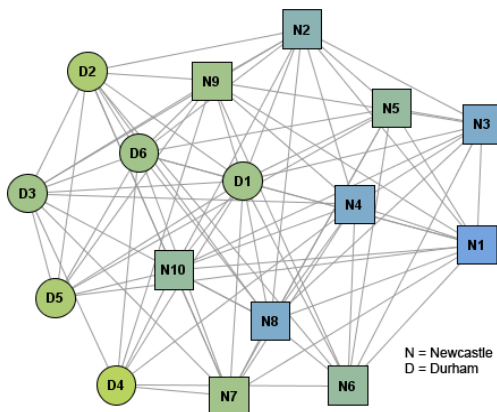 N2
D2
N9
N5
N3
D6
D1
D3
N4
N1
N10
D5
N8
N = Newcastle
D = Durham
D4
N7
N6